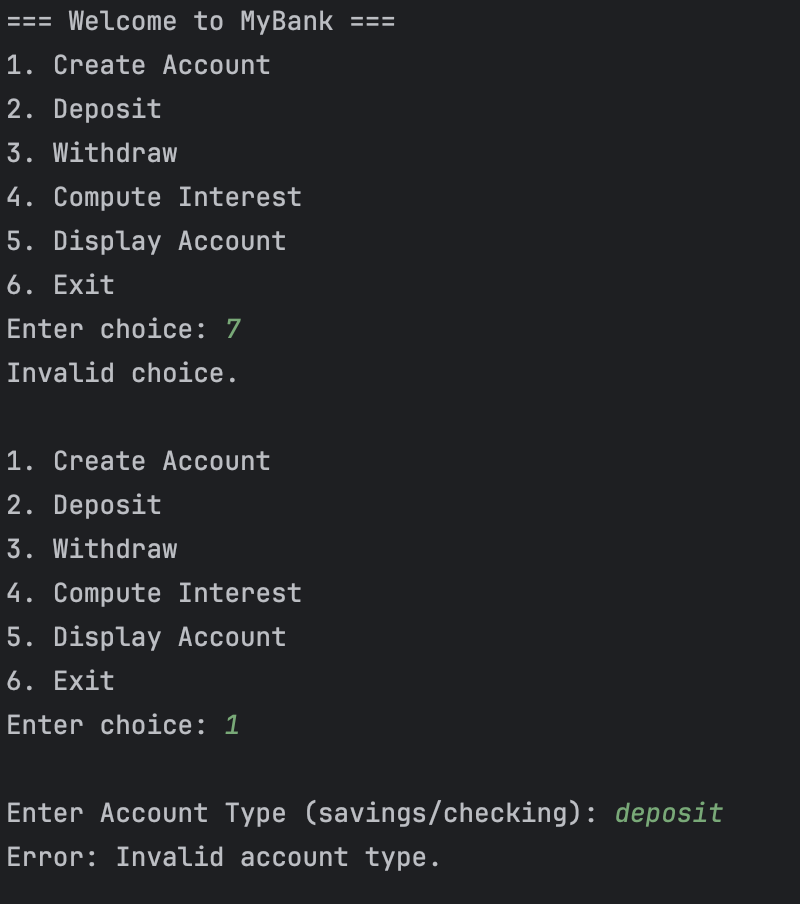 === Welcome to MyBank ===
1. Create Account
2. Deposit
3. Withdraw
4. Compute Interest
5. Display Account
6. Exit
Enter choice: 7
Invalid choice.
1. Create Account
2. Deposit
3. Withdraw
4. Compute Interest
5. Display Account
6. Exit
Enter choice: 1
Enter Account Type (savings/checking): deposit
Error: Invalid account type.